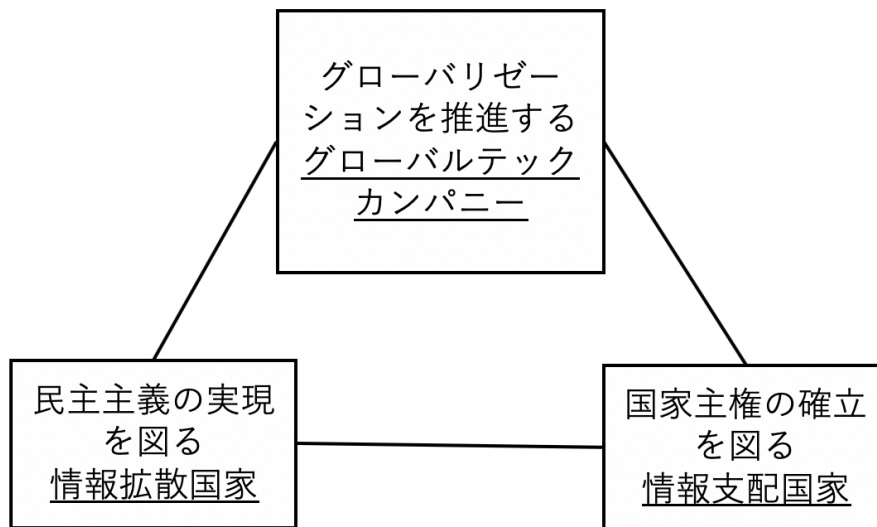 グローバリゼー
ションを推進する
グローバルテック
カンパニー
民主主義の実現
を図る
情報拡散国家
国家主権の確立
を図る
情報支配国家